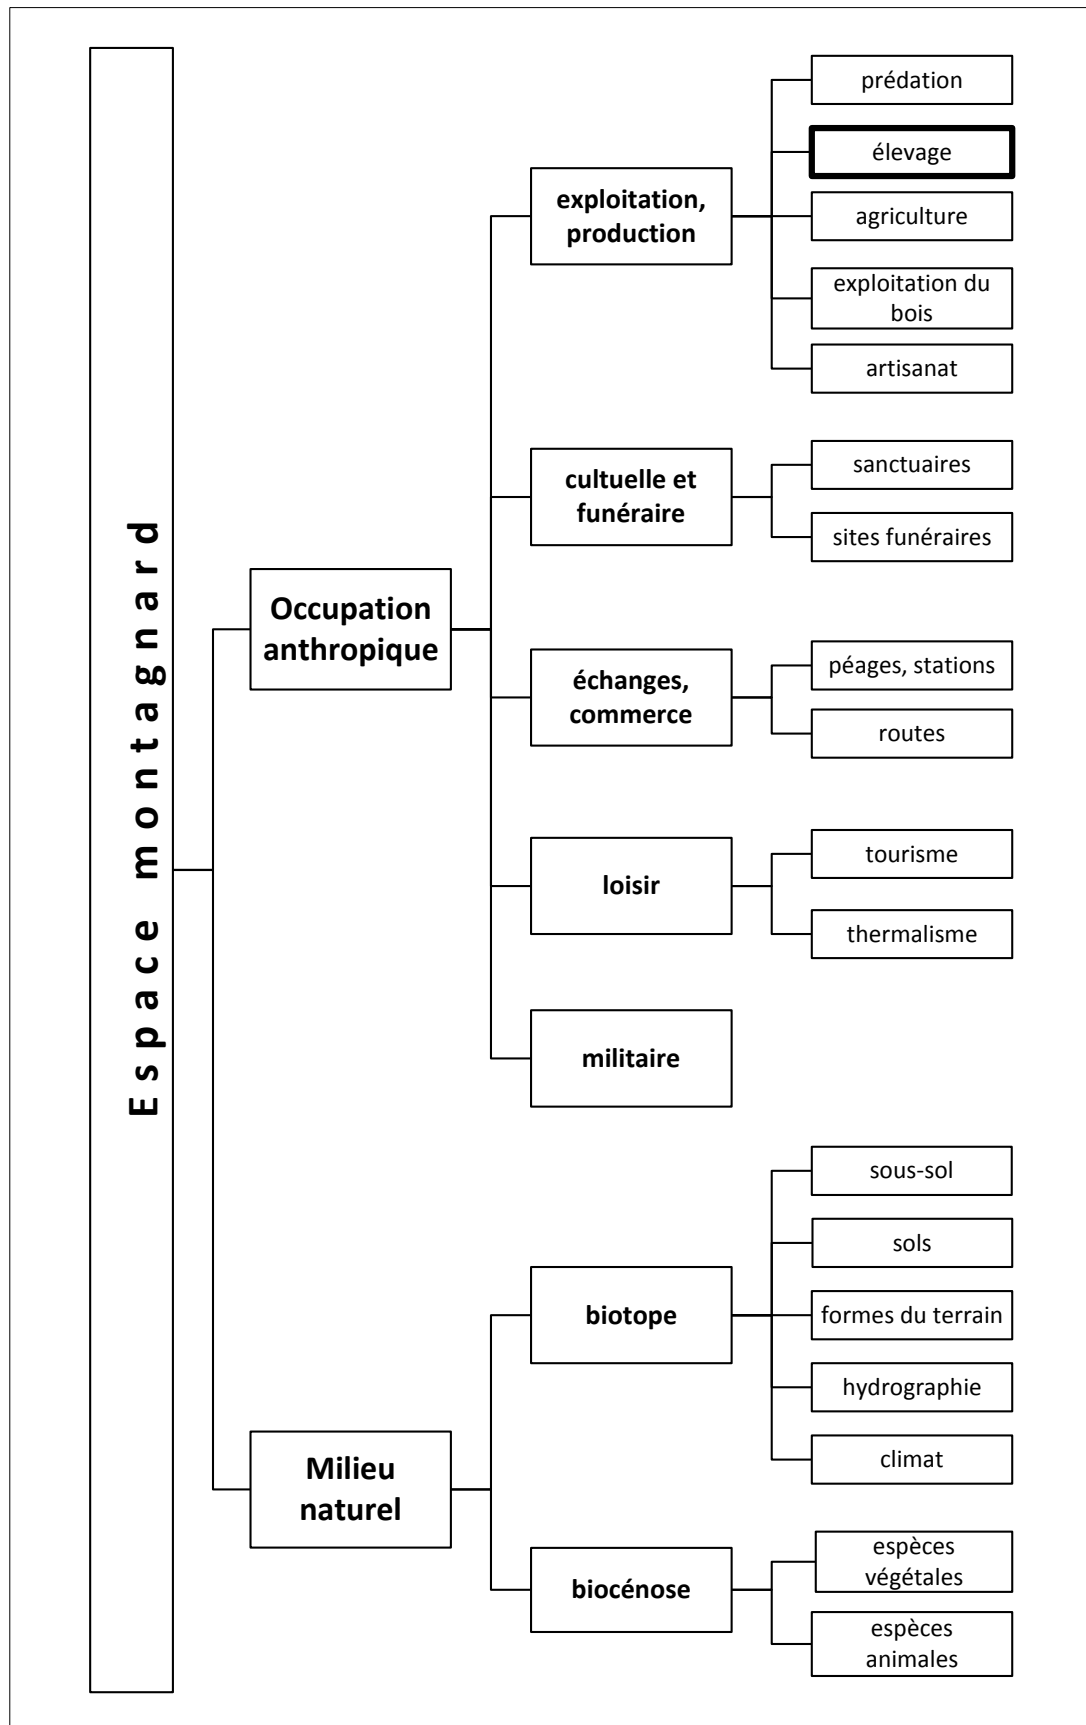 Espace montagnard
Occupation
anthropique
exploitation,
production
prédation
élevage
agriculture
exploitation du
bois
artisanat
cultuelle et
funéraire
sanctuaires
sites funéraires
échanges,
commerce
péages, stations
routes
loisir
tourisme
thermalisme
militaire
Milieu
naturel
biotope
sous-sol
sols
formes du terrain
hydrographie
climat
biocénose
espèces
végétales
espèces
animales